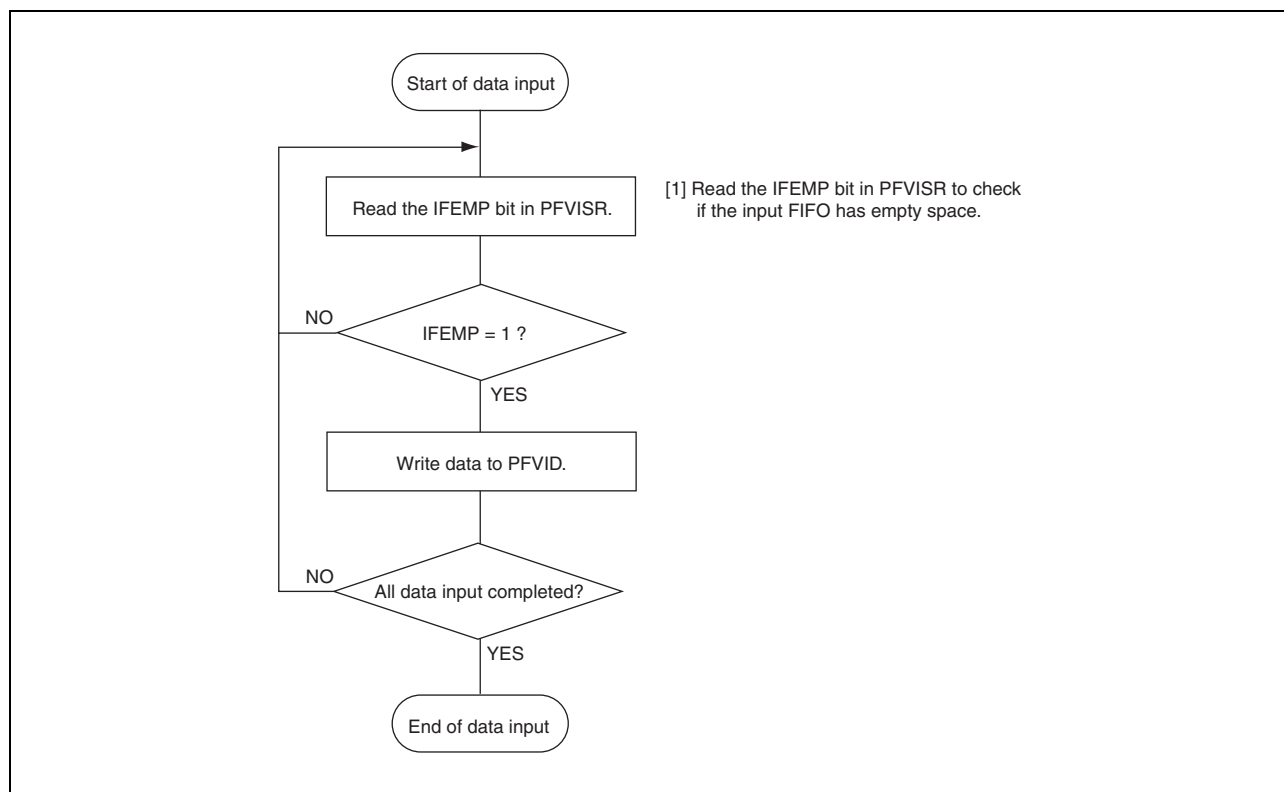 Start of data input
Read the IFEMP bit in PFVISR.
[1] Read the IFEMP bit in PFVISR to check
if the input FIFO has empty space.
NO
IFEMP = 1 ?
YES
Write data to PFVID.
NO
All data input completed?
YES
End of data input